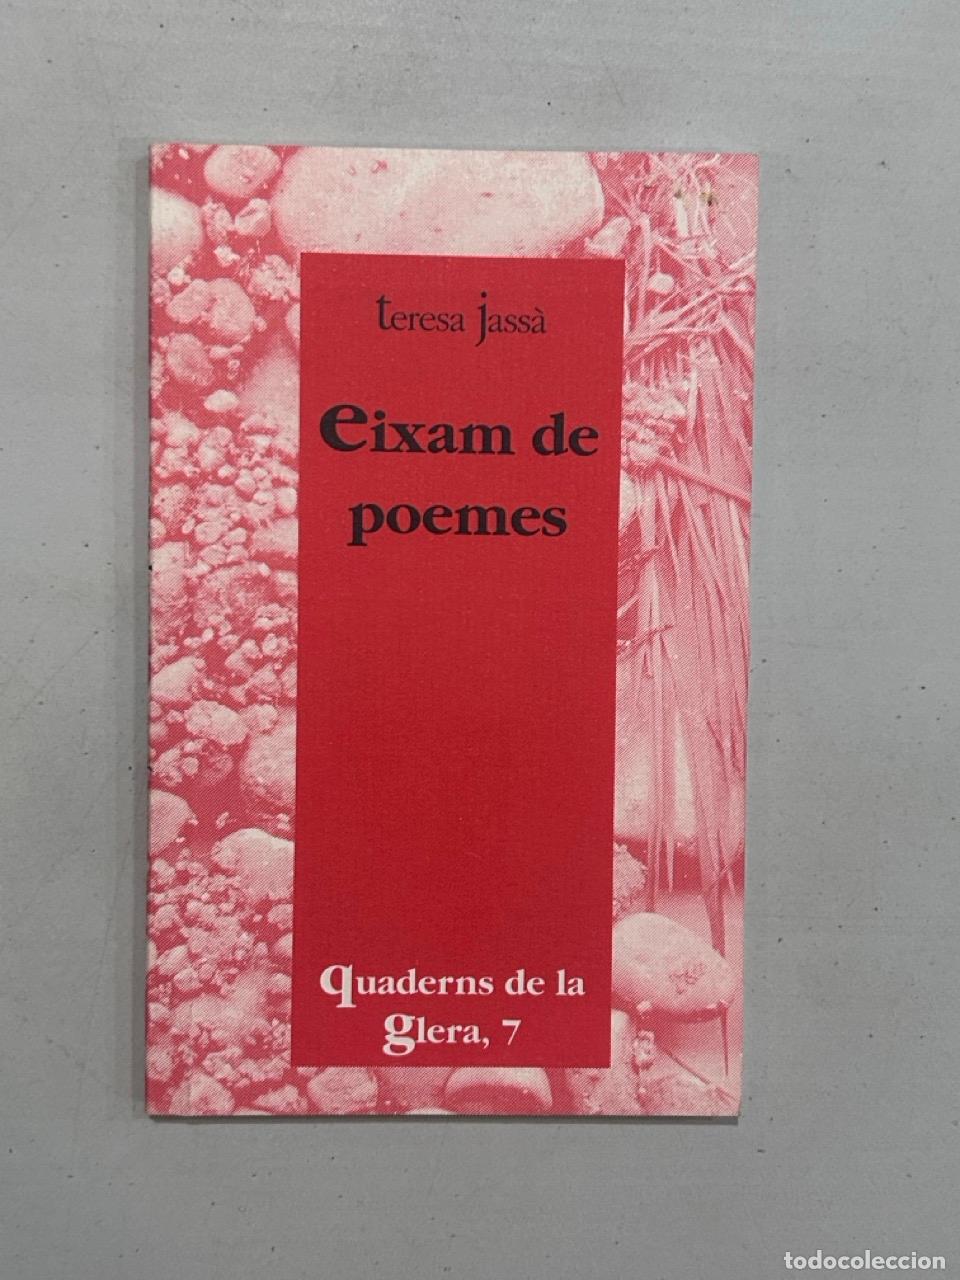 teresa jassà
eixam de
poemes
quaderns de la
glera, 7
todocoleccion